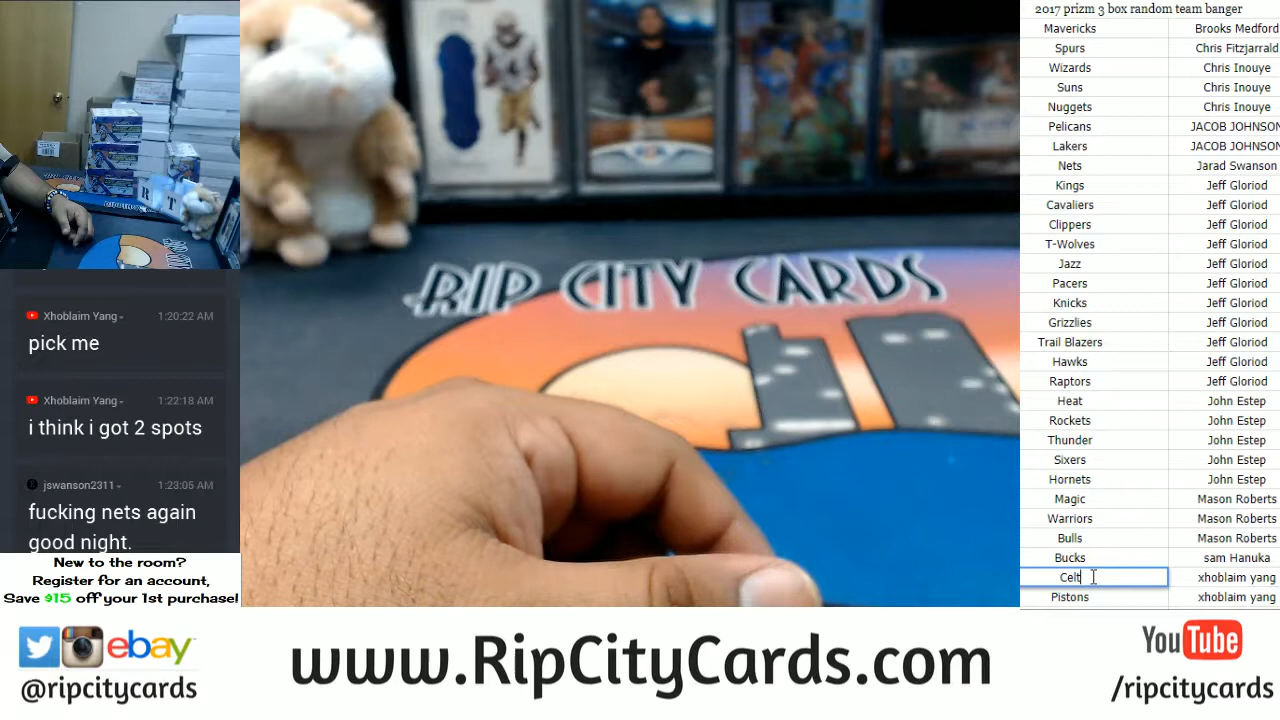 2017 prizm 3 box random team banger
Mavericks Brooks Medford
Spurs Chris Fitzjarrald
Wizards Chris Inouye
Suns Chris Inouye
Nuggets Chris Inouye
Pelicans JACOB JOHNSON
Lakers JACOB JOHNSON
Nets Jarad Swanson
Kings Jeff Gloriod
Cavaliers Jeff Gloriod
Clippers Jeff Gloriod
T-Wolves Jeff Gloriod
Jazz Jeff Gloriod
Pacers Jeff Gloriod
Knicks Jeff Gloriod
Grizzlies Jeff Gloriod
Trail Blazers Jeff Gloriod
Hawks Jeff Gloriod
Raptors Jeff Gloriod
Heat John Estep
Rockets John Estep
Thunder John Estep
Sixers John Estep
Hornets John Estep
Magic Mason Roberts
Warriors Mason Roberts
Bulls Mason Roberts
Bucks sam Hanuka
Celt xhoblaim yang
Pistons xhoblaim yang
R T
RIP CITY CARDS
Xhoblaim Yang 1:20:22 AM
pick me
Xhoblaim Yang 1:22:18 AM
i think i got 2 spots
jswanson2311 1:23:05 AM
fucking nets again
good night.
New to the room?
Register for an account,
Save $15 off your 1st purchase!
ebay
@ripcitycards
www.RipCityCards.com
YouTube
/ripcitycards